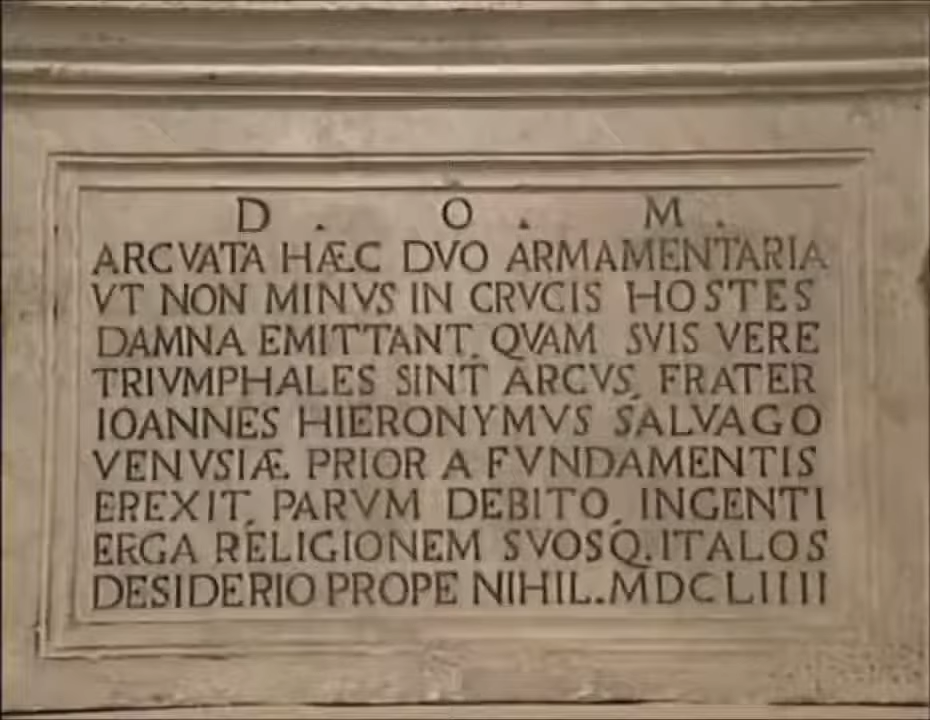 D . O . M .
ARCVATA HÆC DVO ARMAMENTARIA
VT NON MINVS IN CRVCIS HOSTES
DAMNA EMITTANT, QVAM SVIS VERE
TRIVMPHALES SINT ARCVS, FRATER
IOANNES HIERONYMVS SALVAGO
VENVSIÆ PRIOR A FVNDAMENTIS
EREXIT, PARVM DEBITO, INGENTI
ERGA RELIGIONEM SVOSQ. ITALOS
DESIDERIO PROPE NIHIL. MDCLIIII